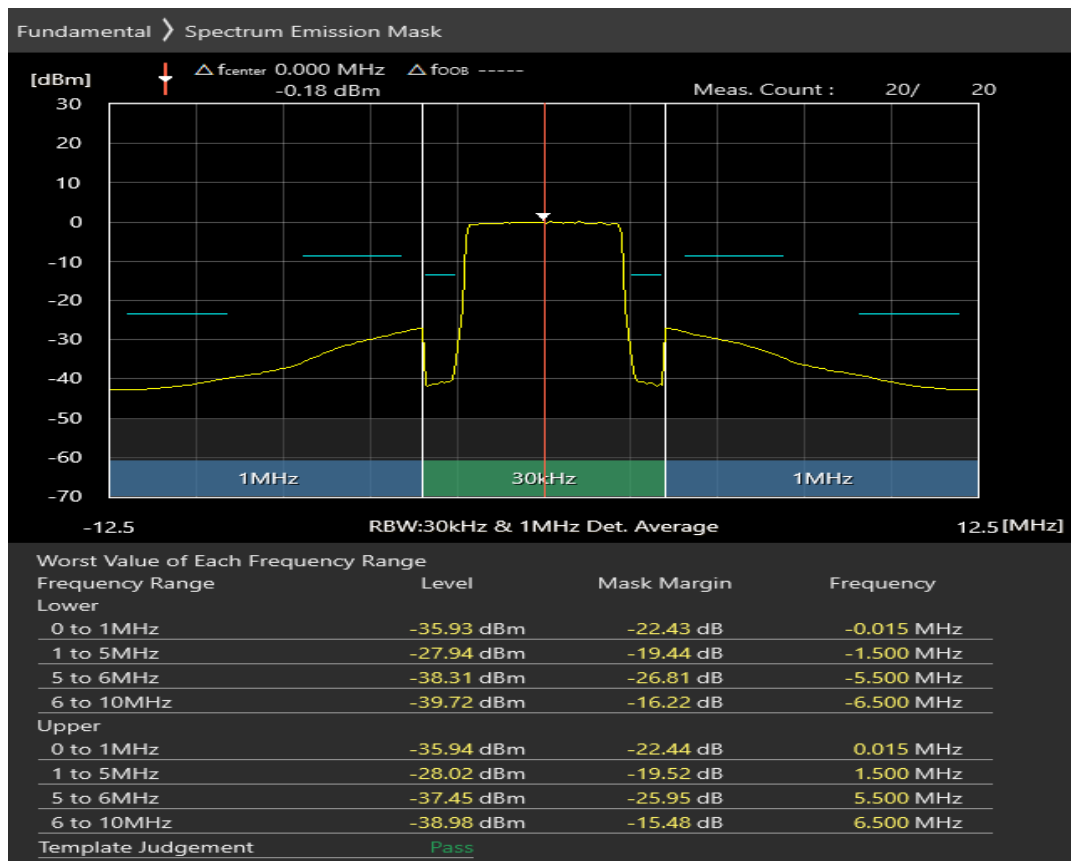 Fundamental ❯ Spectrum Emission Mask
[dBm] △ fcenter 0.000 MHz △ fOOB -----
-0.18 dBm Meas. Count : 20/ 20
30
20
10
0
-10
-20
-30
-40
-50
-60
1MHz 30kHz 1MHz
-70
-12.5 RBW:30kHz & 1MHz Det. Average 12.5 [MHz]
Worst Value of Each Frequency Range
Frequency Range Level Mask Margin Frequency
Lower
0 to 1MHz -35.93 dBm -22.43 dB -0.015 MHz
1 to 5MHz -27.94 dBm -19.44 dB -1.500 MHz
5 to 6MHz -38.31 dBm -26.81 dB -5.500 MHz
6 to 10MHz -39.72 dBm -16.22 dB -6.500 MHz
Upper
0 to 1MHz -35.94 dBm -22.44 dB 0.015 MHz
1 to 5MHz -28.02 dBm -19.52 dB 1.500 MHz
5 to 6MHz -37.45 dBm -25.95 dB 5.500 MHz
6 to 10MHz -38.98 dBm -15.48 dB 6.500 MHz
Template Judgement Pass